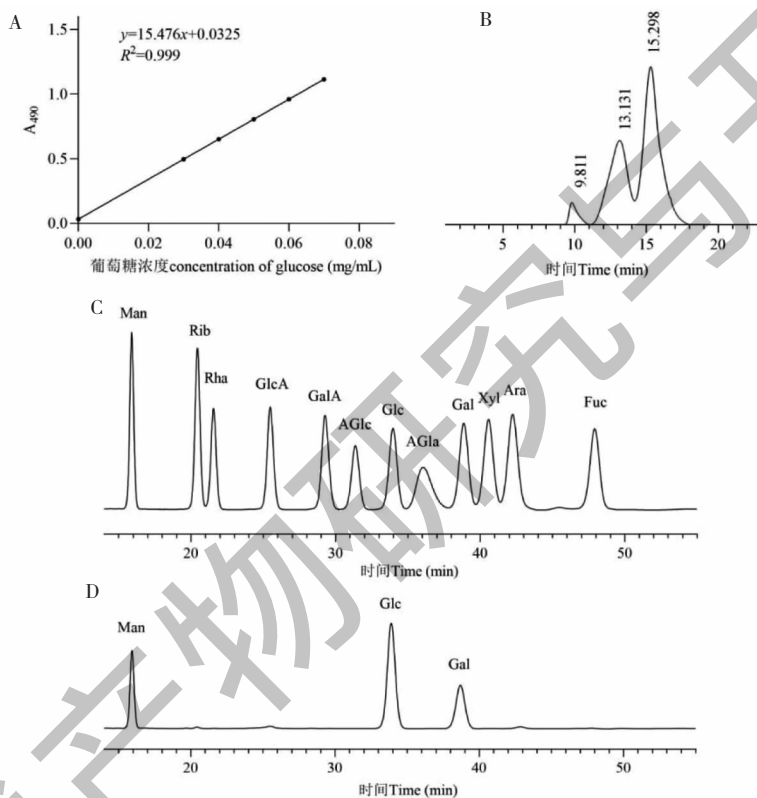 A
y=15.476x+0.0325
R²=0.999
A₄₉₀
1.5
1.0
0.5
0.0
0.00 0.02 0.04 0.06 0.08
葡萄糖浓度concentration of glucose (mg/mL)
B
9.811
13.131
15.298
5 10 15 20
时间Time (min)
C
Man
Rib
Rha
GlcA
GalA
AGlc
Glc
AGla
Gal
Xyl
Ara
Fuc
20 30 40 50
时间Time (min)
D
Man
Glc
Gal
20 30 40 50
时间Time (min)
产物研究与